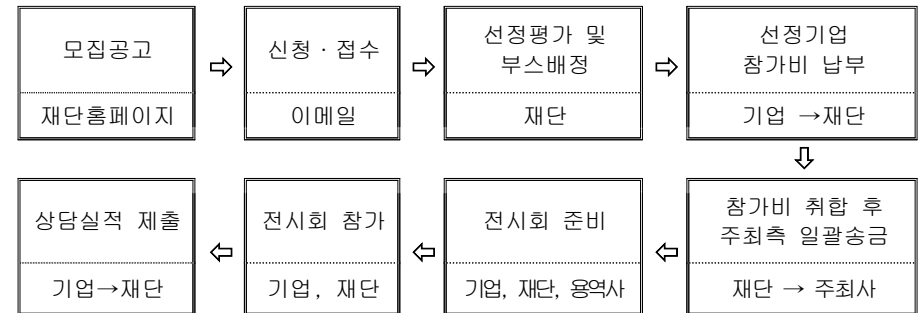 모집공고
재단홈페이지
신청 · 접수
이메일
선정평가 및
부스배정
재단
선정기업
참가비 납부
기업 →재단
참가비 취합 후
주최측 일괄송금
재단 → 주최사
전시회 준비
기업, 재단, 용역사
전시회 참가
기업, 재단
상담실적 제출
기업→재단